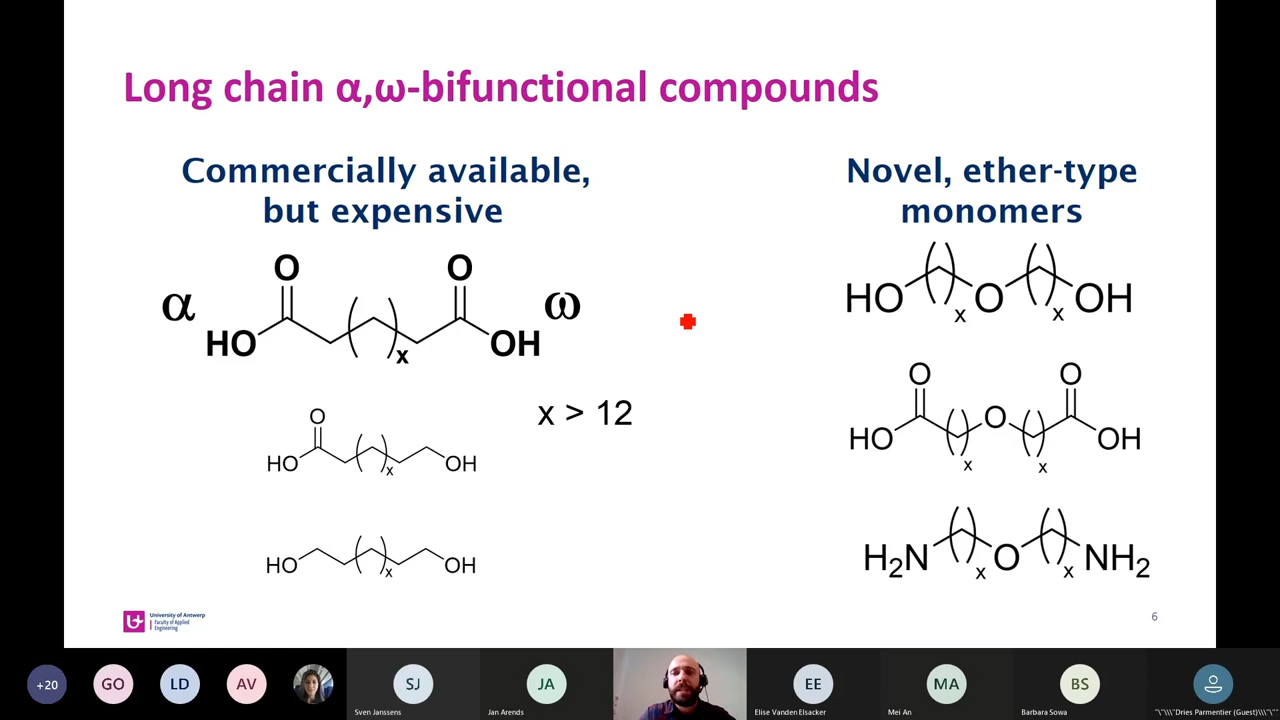 Long chain α,ω-bifunctional compounds
Commercially available,
but expensive
O
O
α
ω
HO
OH
x
x > 12
O
HO
OH
x
HO
OH
x
Novel, ether-type
monomers
HO
O
OH
x
x
O
O
HO
O
OH
x
x
H2N
O
NH2
x
x
University of Antwerp
Faculty of Applied
Engineering
6
+20
GO
LD
AV
SJ
Sven Janssens
JA
Jan Arends
EE
Elise Vanden Elsacker
MA
Mei An
BS
Barbara Sowa
"\"\\\"Dries Parmentier (Guest)\\\"\"